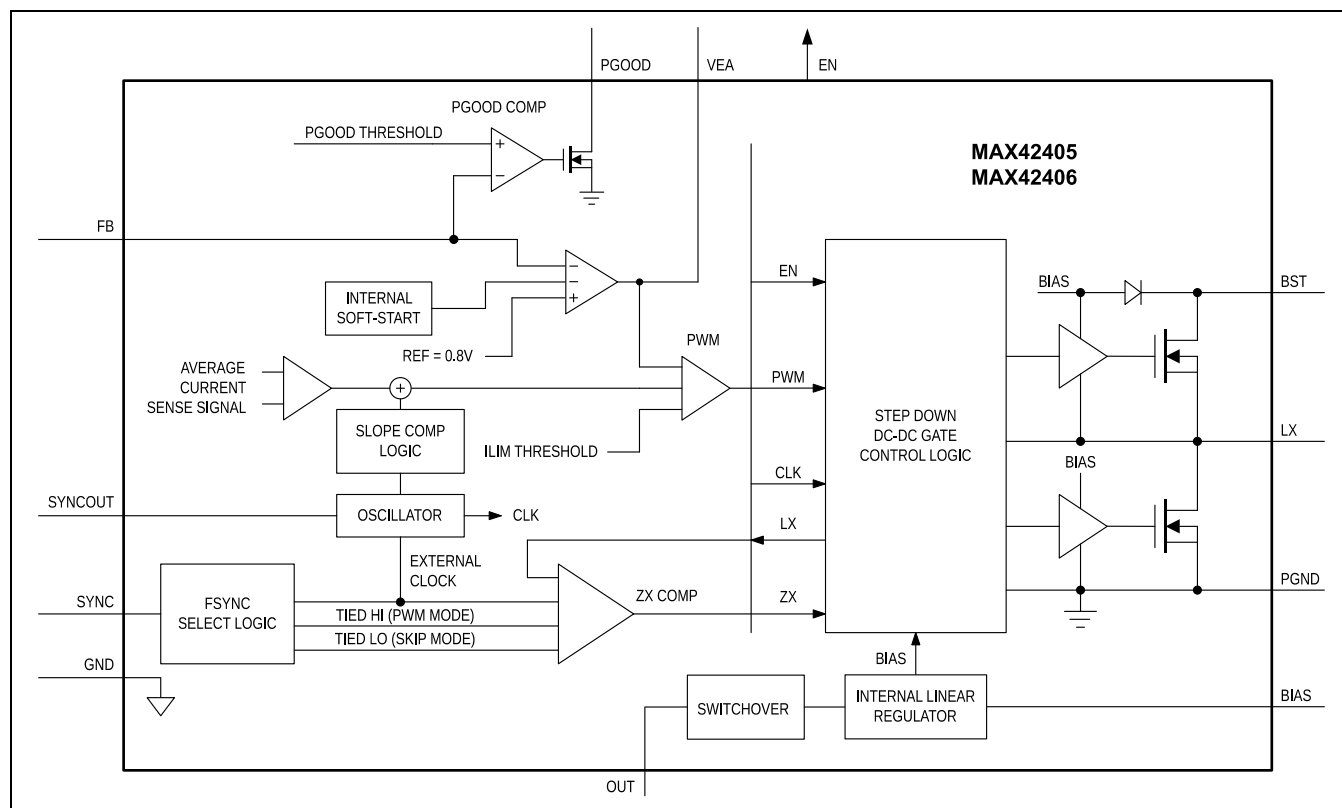 PGOOD
VEA
EN
PGOOD COMP
PGOOD THRESHOLD
+
−
MAX42405
MAX42406
FB
−
−
+
INTERNAL
SOFT-START
REF = 0.8V
EN
BIAS
BST
PWM
AVERAGE
CURRENT
SENSE SIGNAL
+
PWM
SLOPE COMP
LOGIC
ILIM THRESHOLD
STEP DOWN
DC-DC GATE
CONTROL LOGIC
LX
BIAS
CLK
SYNCOUT
OSCILLATOR
CLK
LX
EXTERNAL
CLOCK
SYNC
FSYNC
SELECT LOGIC
TIED HI (PWM MODE)
TIED LO (SKIP MODE)
ZX COMP
ZX
PGND
GND
BIAS
SWITCHOVER
INTERNAL LINEAR
REGULATOR
BIAS
OUT